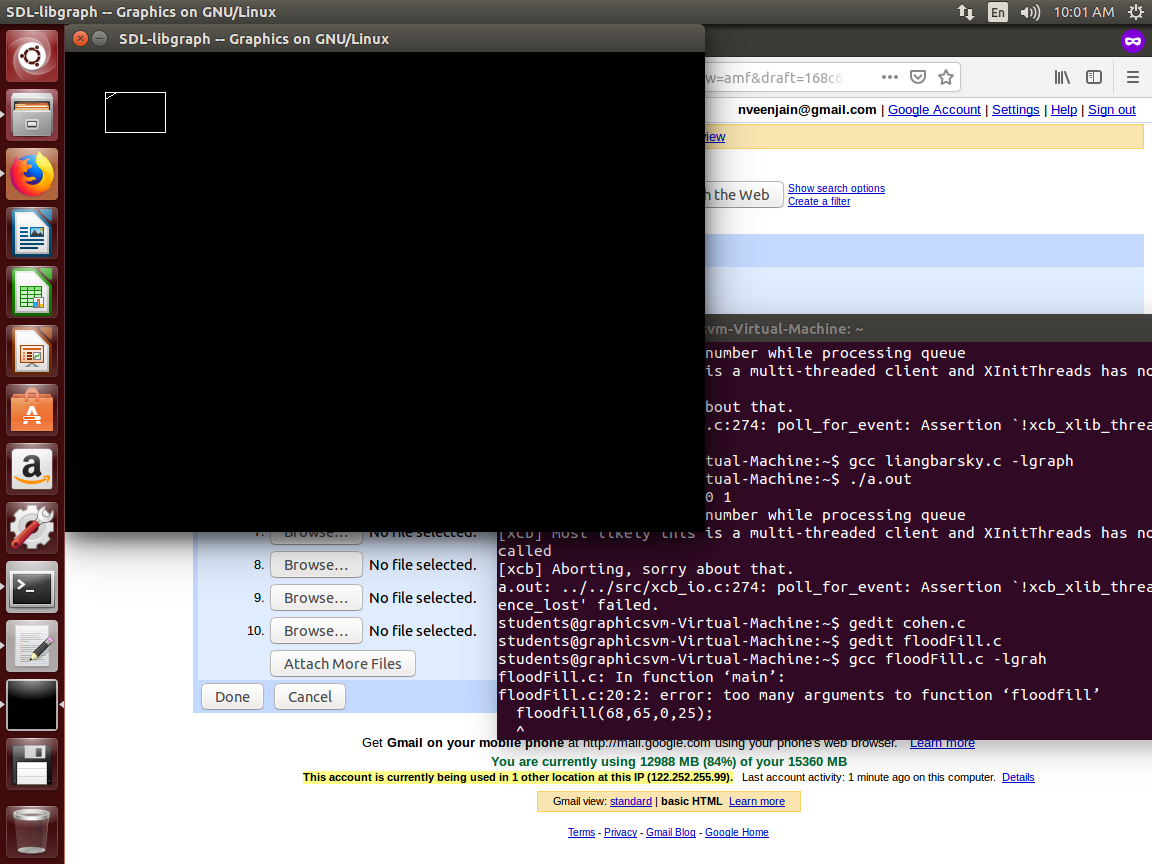 SDL-libgraph -- Graphics on GNU/Linux
En
10:01 AM
SDL-libgraph -- Graphics on GNU/Linux
w=amf&draft=168c6
nveenjain@gmail.com | Google Account | Settings | Help | Sign out
view
the Web
Show search options
Create a filter
svm-Virtual-Machine: ~
number while processing queue
is a multi-threaded client and XInitThreads has no
bout that.
.c:274: poll_for_event: Assertion `!xcb_xlib_threa
tual-Machine:~$ gcc liangbarsky.c -lgraph
tual-Machine:~$ ./a.out
0 1
number while processing queue
[xcb] Most likely this is a multi-threaded client and XInitThreads has no
called
[xcb] Aborting, sorry about that.
a.out: ../../src/xcb_io.c:274: poll_for_event: Assertion `!xcb_xlib_threa
ence_lost' failed.
students@graphicsvm-Virtual-Machine:~$ gedit cohen.c
students@graphicsvm-Virtual-Machine:~$ gedit floodFill.c
students@graphicsvm-Virtual-Machine:~$ gcc floodFill.c -lgrah
floodFill.c: In function ‘main’:
floodFill.c:20:2: error: too many arguments to function ‘floodfill’
floodfill(68,65,0,25);
^
7. Browse... No file selected.
8. Browse... No file selected.
9. Browse... No file selected.
10. Browse... No file selected.
Attach More Files
Done Cancel
Get Gmail on your mobile phone at http://mail.google.com using your phone's web browser. Learn more
You are currently using 12988 MB (84%) of your 15360 MB
This account is currently being used in 1 other location at this IP (122.252.255.99). Last account activity: 1 minute ago on this computer. Details
Gmail view: standard | basic HTML Learn more
Terms - Privacy - Gmail Blog - Google Home